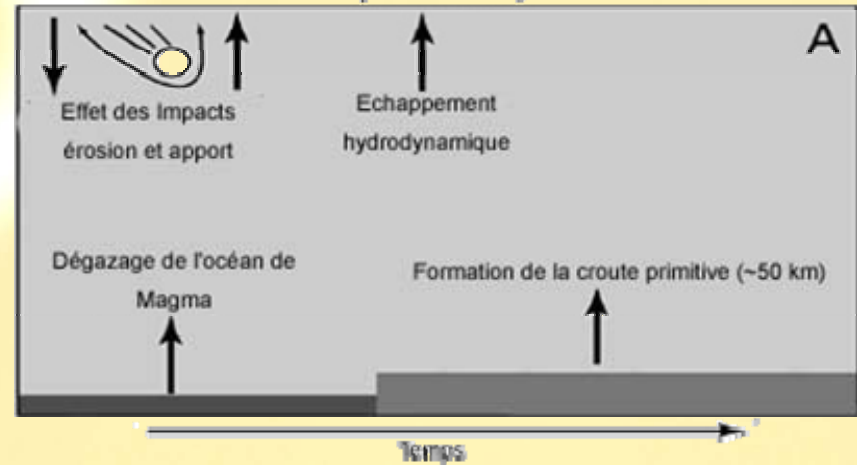 A
Effet des Impacts
érosion et apport
Echappement
hydrodynamique
Dégazage de l'océan de
Magma
Formation de la croute primitive (~50 km)
Temps